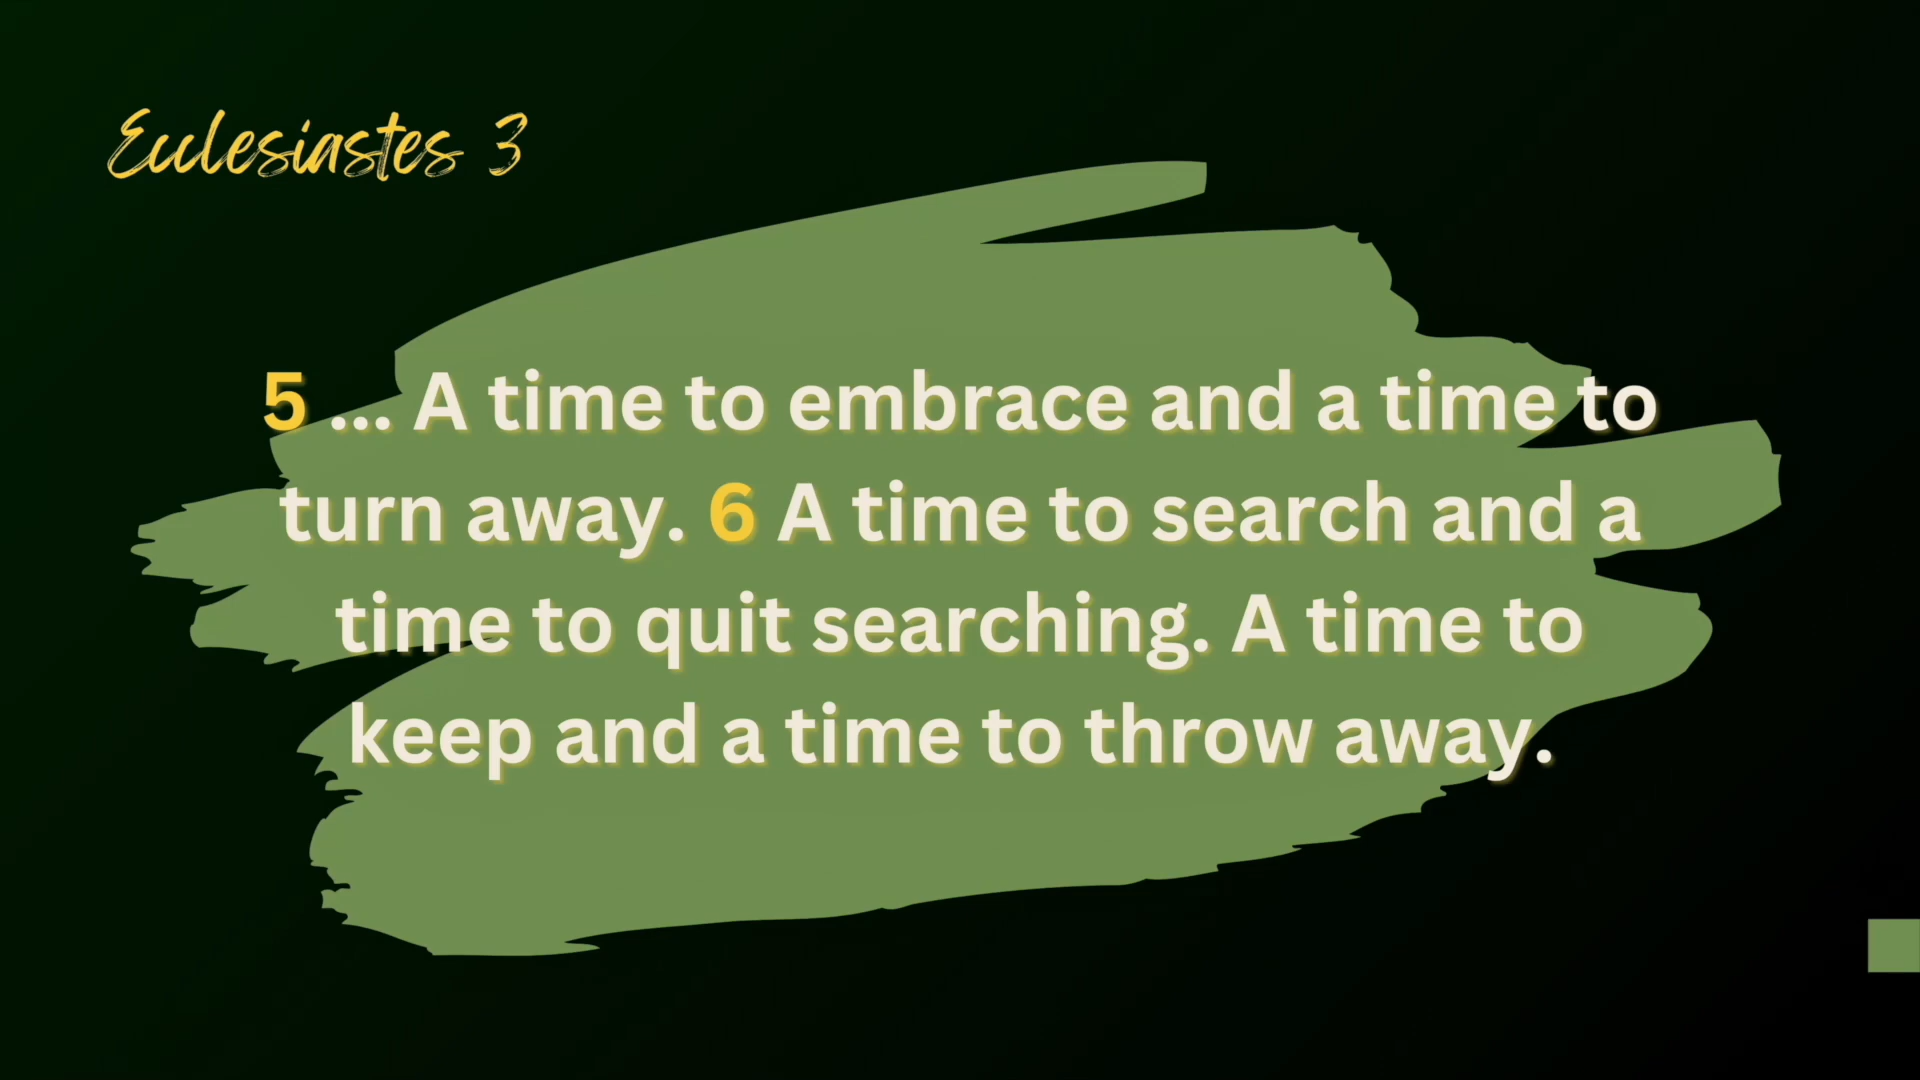 Ecclesiastes 3
5 ... A time to embrace and a time to
turn away. 6 A time to search and a
time to quit searching. A time to
keep and a time to throw away.